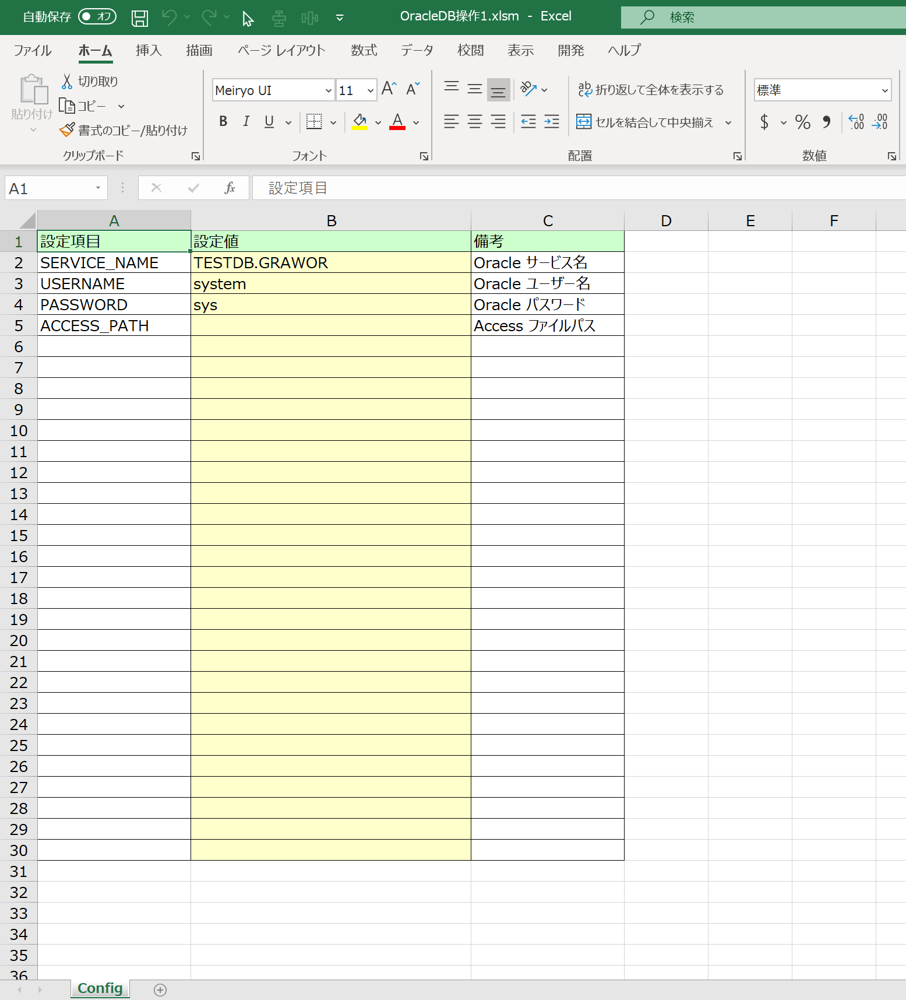 自動保存 オフ OracleDB操作1.xlsm - Excel 検索
ファイル ホーム 挿入 描画 ページ レイアウト 数式 データ 校閲 表示 開発 ヘルプ
貼り付け
切り取り
コピー
書式のコピー/貼り付け
クリップボード
Meiryo UI 11 A A
B I U A
フォント
ab 折り返して全体を表示する
セルを結合して中央揃え
配置
標準
$ % 9 .00 .00 .0
数値
A1 fx 設定項目
A B C D E F
1 設定項目 設定値 備考
2 SERVICE_NAME TESTDB.GRAWOR Oracle サービス名
3 USERNAME system Oracle ユーザー名
4 PASSWORD sys Oracle パスワード
5 ACCESS_PATH Access ファイルパス
6
7
8
9
10
11
12
13
14
15
16
17
18
19
20
21
22
23
24
25
26
27
28
29
30
31
32
33
34
35
36
Config